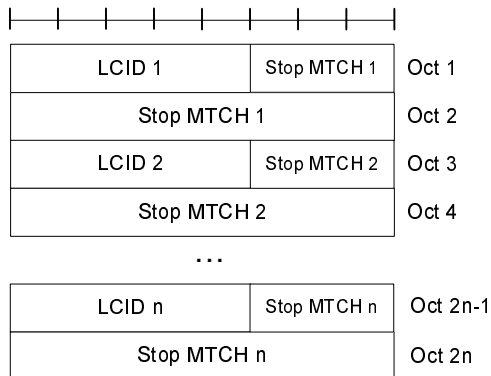 LCID 1 Stop MTCH 1 Oct 1
Stop MTCH 1 Oct 2
LCID 2 Stop MTCH 2 Oct 3
Stop MTCH 2 Oct 4
...
LCID n Stop MTCH n Oct 2n-1
Stop MTCH n Oct 2n